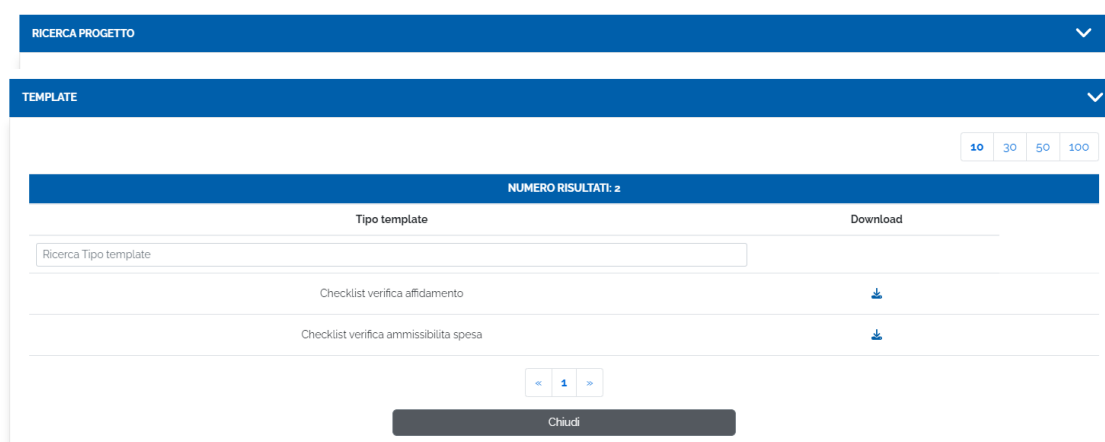 RICERCA PROGETTO
TEMPLATE
10 30 50 100
NUMERO RISULTATI: 2
Tipo template Download
Ricerca Tipo template
Checklist verifica affidamento
Checklist verifica ammissibilita spesa
« 1 »
Chiudi